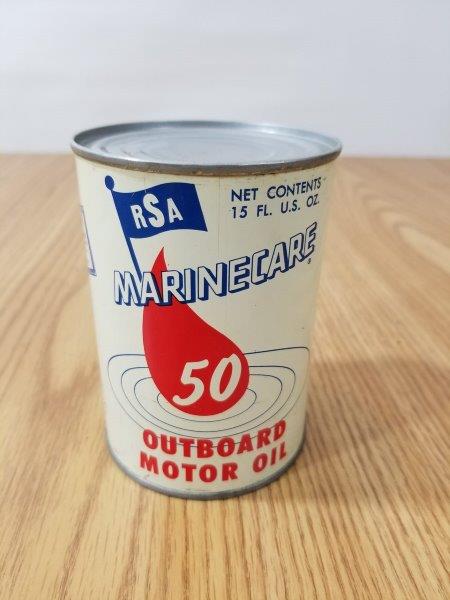 RSA
NET CONTENTS
15 FL. U.S. OZ.
MARINECARE®
50
OUTBOARD
MOTOR OIL